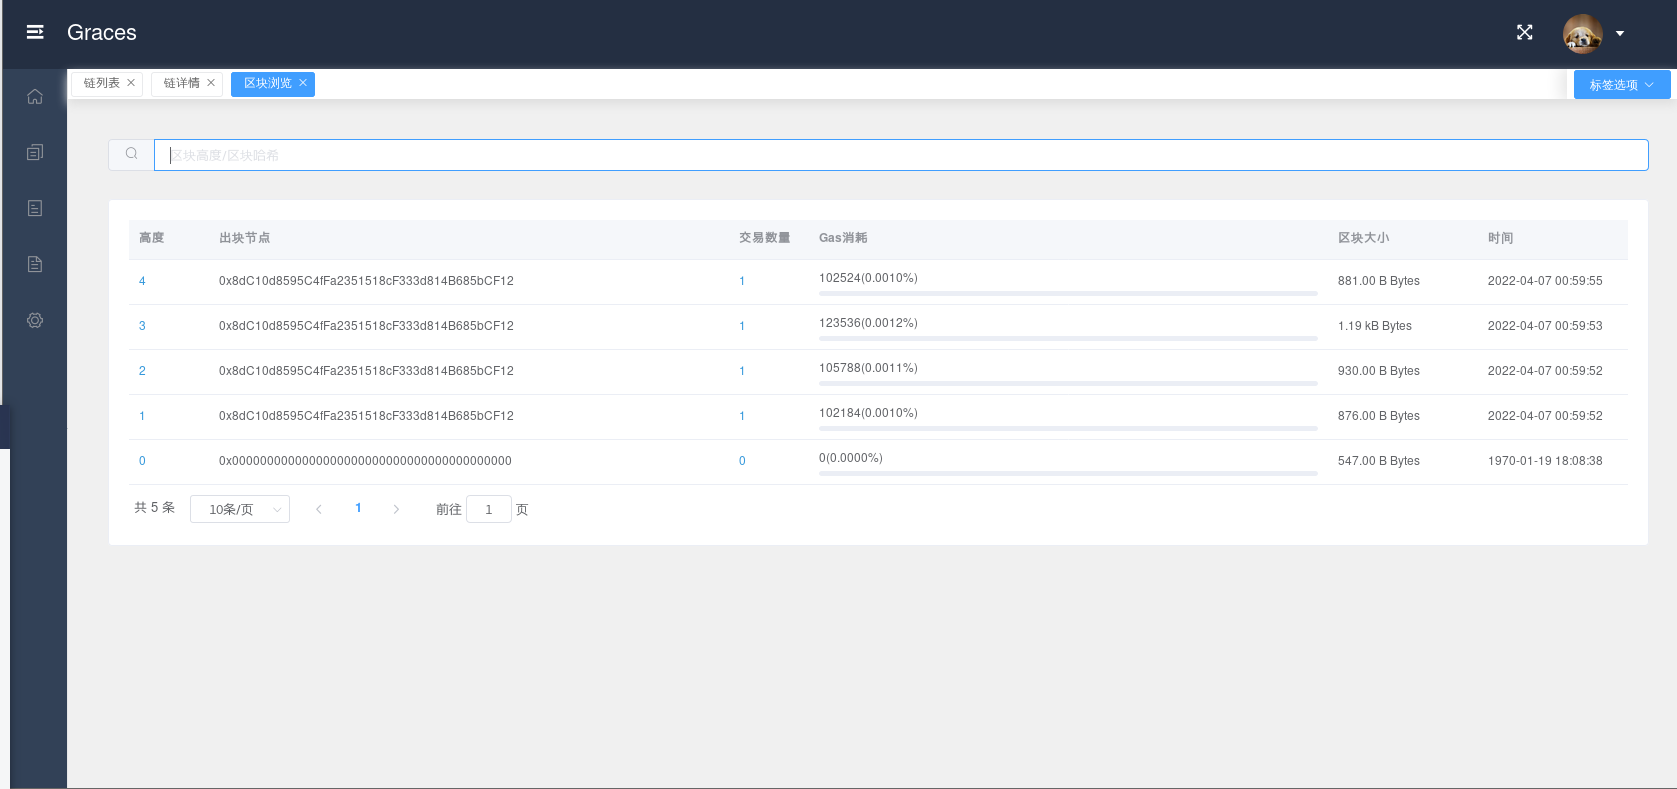 Graces
链列表 链详情 区块浏览 标签选项
区块高度/区块哈希
高度 出块节点 交易数量 Gas消耗 区块大小 时间
4 0x8dC10d8595C4fFa2351518cF333d814B685bCF12 1 102524(0.0010%) 881.00 B Bytes 2022-04-07 00:59:55
3 0x8dC10d8595C4fFa2351518cF333d814B685bCF12 1 123536(0.0012%) 1.19 kB Bytes 2022-04-07 00:59:53
2 0x8dC10d8595C4fFa2351518cF333d814B685bCF12 1 105788(0.0011%) 930.00 B Bytes 2022-04-07 00:59:52
1 0x8dC10d8595C4fFa2351518cF333d814B685bCF12 1 102184(0.0010%) 876.00 B Bytes 2022-04-07 00:59:52
0 0x0000000000000000000000000000000000000000 0 0(0.0000%) 547.00 B Bytes 1970-01-19 18:08:38
共 5 条 10条/页 1 前往 1 页